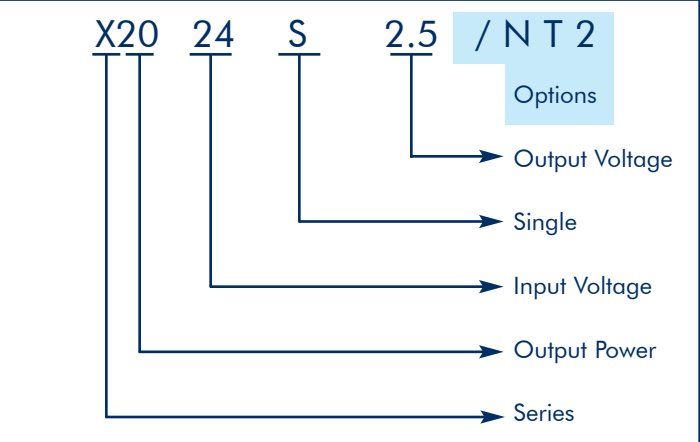 X20 24 S 2.5 / N T 2
Options
Output Voltage
Single
Input Voltage
Output Power
Series